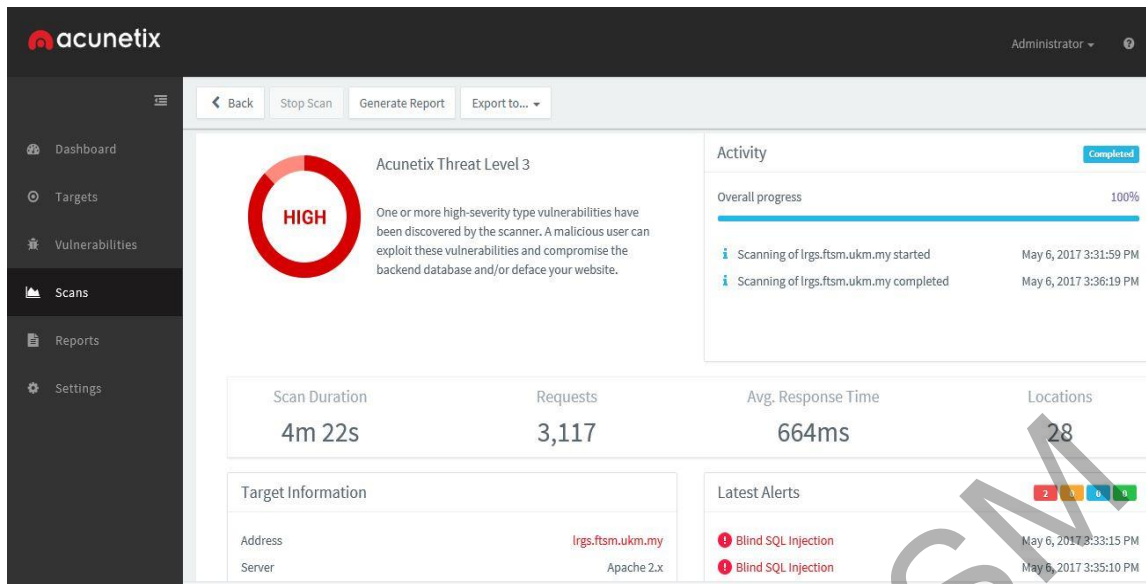 acunetix
Administrator
Back
Stop Scan
Generate Report
Export to...
Dashboard
Targets
Vulnerabilities
Scans
Reports
Settings
HIGH
Acunetix Threat Level 3
One or more high-severity type vulnerabilities have
been discovered by the scanner. A malicious user can
exploit these vulnerabilities and compromise the
backend database and/or deface your website.
Activity
Completed
Overall progress 100%
Scanning of lrgs.ftsm.ukm.my started May 6, 2017 3:31:59 PM
Scanning of lrgs.ftsm.ukm.my completed May 6, 2017 3:36:19 PM
Scan Duration
4m 22s
Requests
3,117
Avg. Response Time
664ms
Locations
28
Target Information
Address lrgs.ftsm.ukm.my
Server Apache 2.x
Latest Alerts 2 0 0 0
Blind SQL Injection May 6, 2017 3:33:15 PM
Blind SQL Injection May 6, 2017 3:35:10 PM
SM